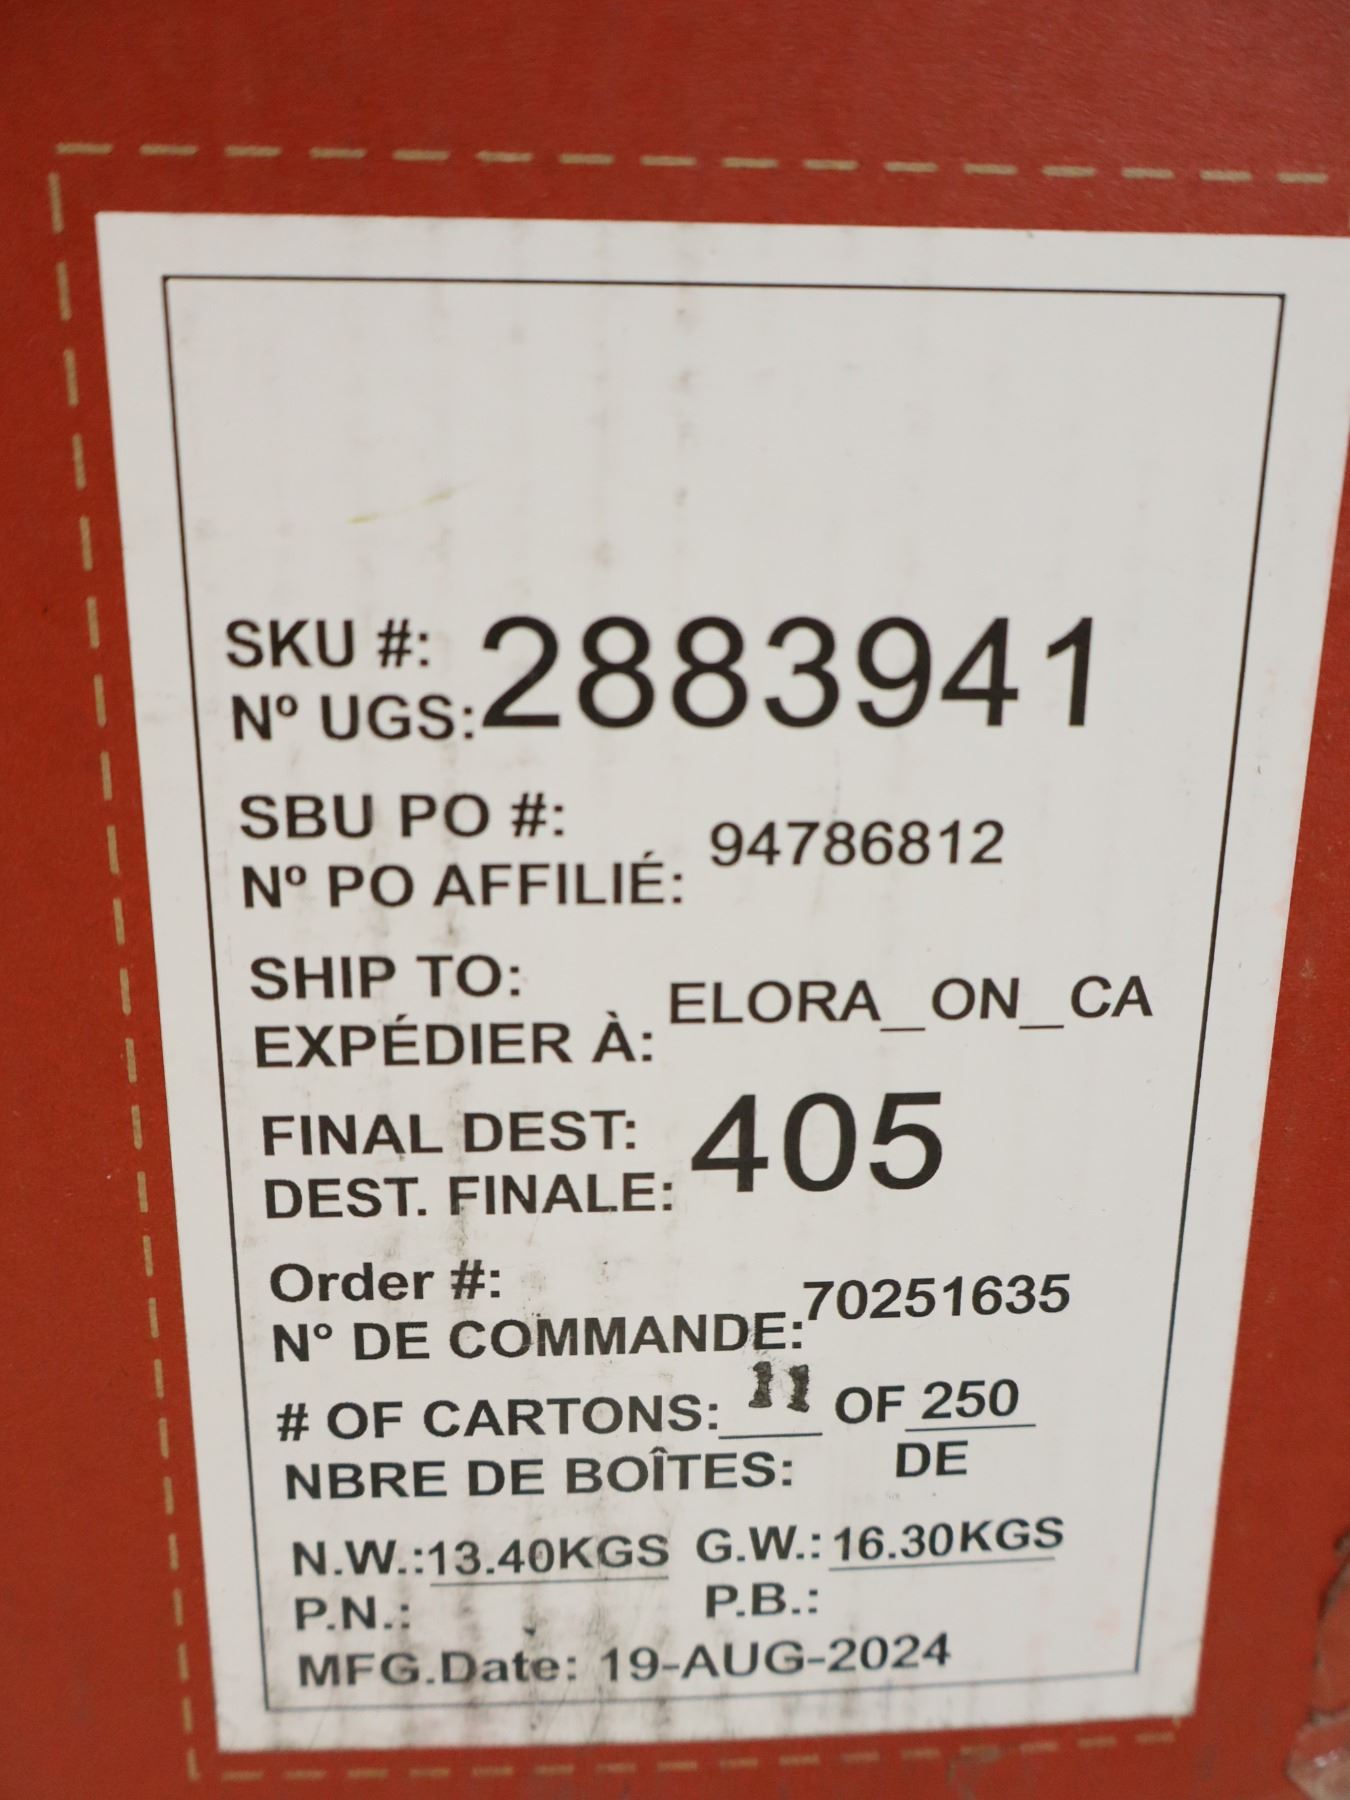 SKU #: 2883941
Nº UGS:
SBU PO #: 94786812
Nº PO AFFILIÉ:
SHIP TO: ELORA_ON_CA
EXPÉDIER À:
FINAL DEST: 405
DEST. FINALE:
Order #: 70251635
N° DE COMMANDE:
# OF CARTONS: 11 OF 250
NBRE DE BOÎTES: DE
N.W.:13.40KGS G.W.: 16.30KGS
P.N.: P.B.:
MFG.Date: 19-AUG-2024